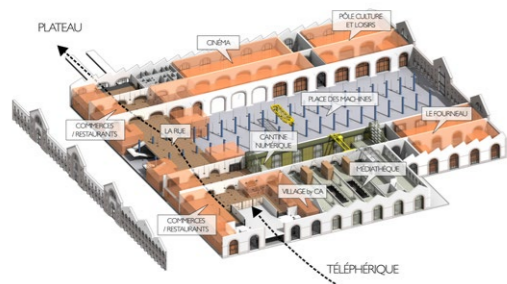 PLATEAU
CINÉMA
PÔLE CULTURE
ET LOISIRS
PLACE DES MACHINES
COMMERCES
/ RESTAURANTS
LA RUE
CANTINE
NUMÉRIQUE
LE FOURNEAU
MÉDIATHÈQUE
VILLAGE by CA
COMMERCES
/ RESTAURANTS
TÉLÉPHÉRIQUE